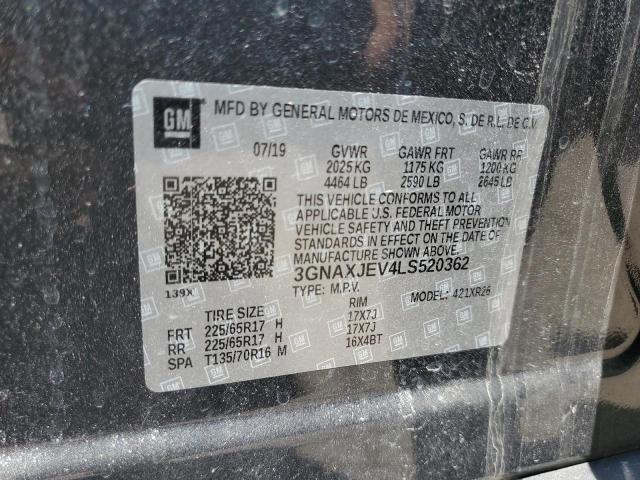 GM
MFD BY GENERAL MOTORS DE MEXICO, S. DE R.L. DE C.V.
07/19 GVWR GAWR FRT GAWR RR
2025 KG 1175 KG 1200 KG
4464 LB 2590 LB 2645 LB
THIS VEHICLE CONFORMS TO ALL
APPLICABLE U.S. FEDERAL MOTOR
VEHICLE SAFETY AND THEFT PREVENTION
STANDARDS IN EFFECT ON THE DATE OF
MANUFACTURE SHOWN ABOVE.
3GNAXJEV4LS520362
139X TYPE: M.P.V. MODEL: 421XR26
TIRE SIZE RIM
FRT 225/65R17 H 17X7J
RR 225/65R17 H 17X7J
SPA T135/70R16 M 16X4BT